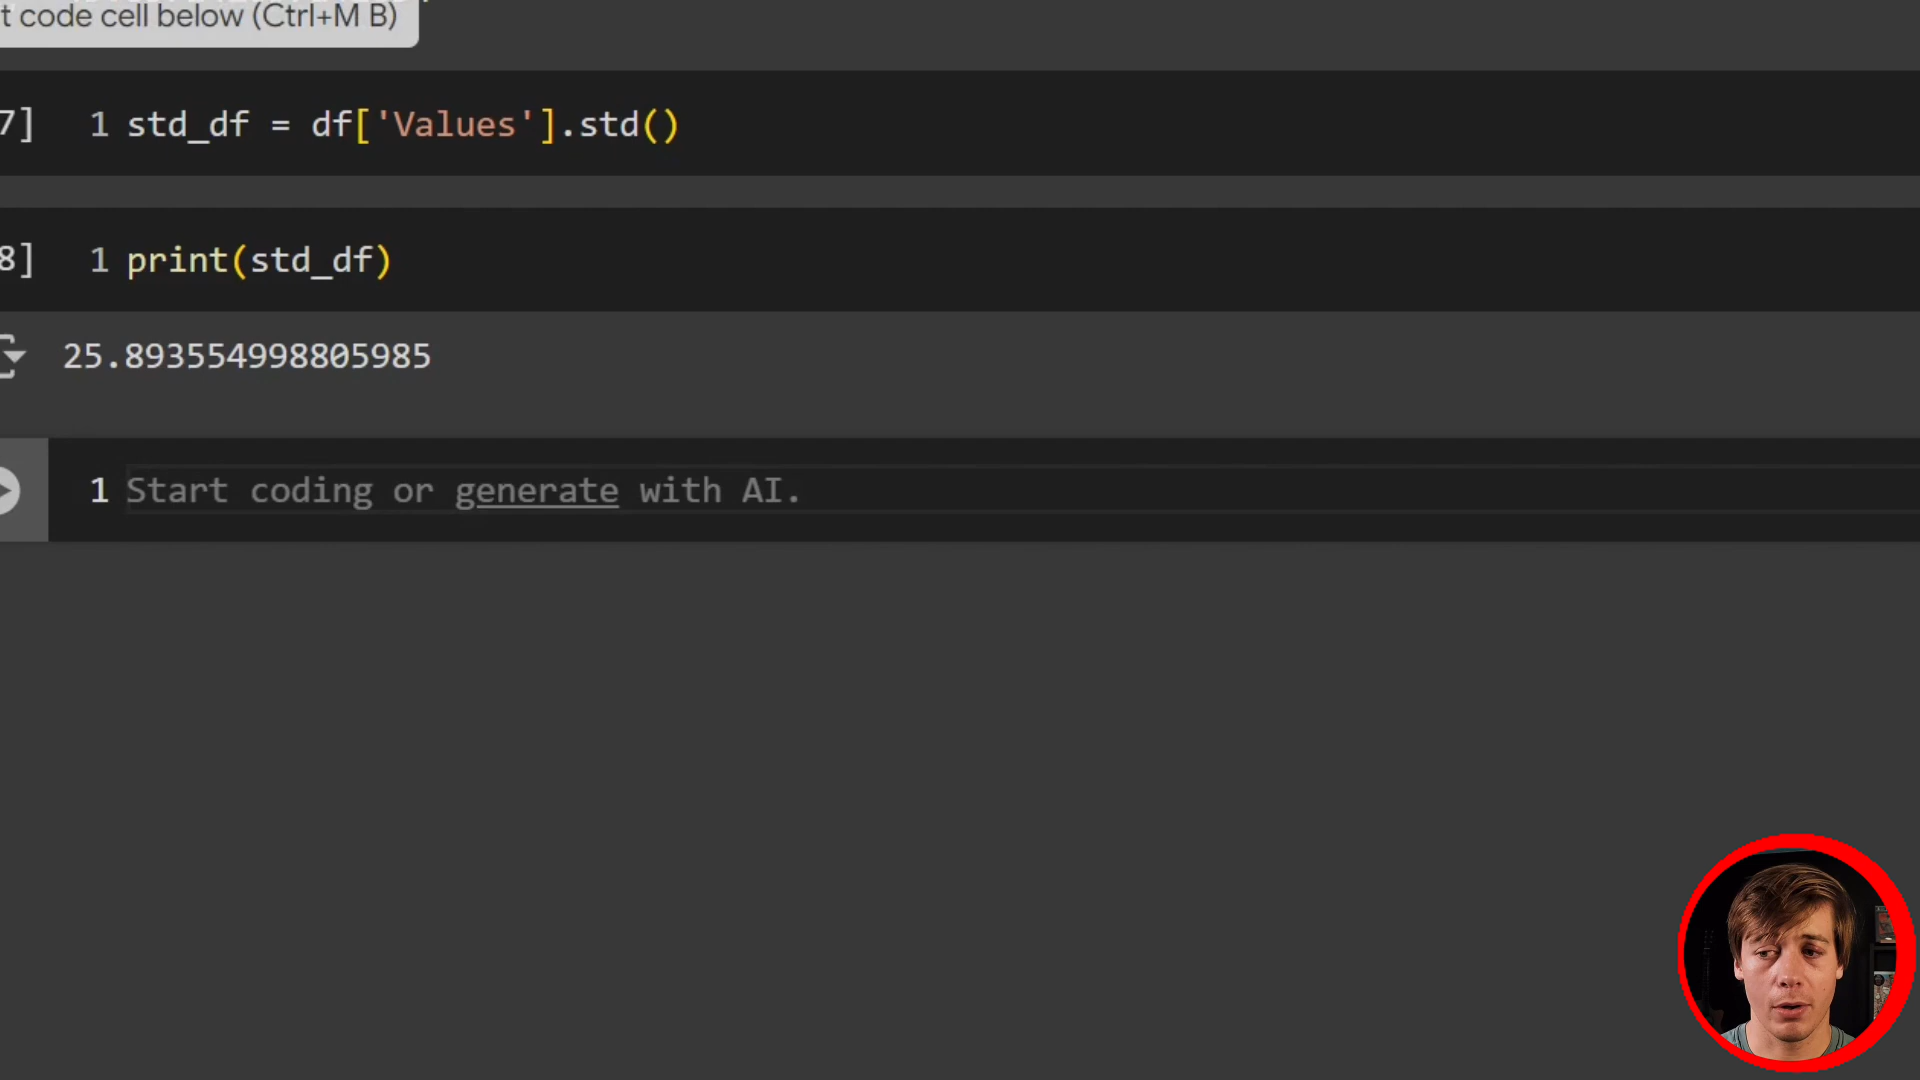 t code cell below (Ctrl+M B)
7] 1 std_df = df['Values'].std()
8] 1 print(std_df)
25.893554998805985
1 Start coding or generate with AI.